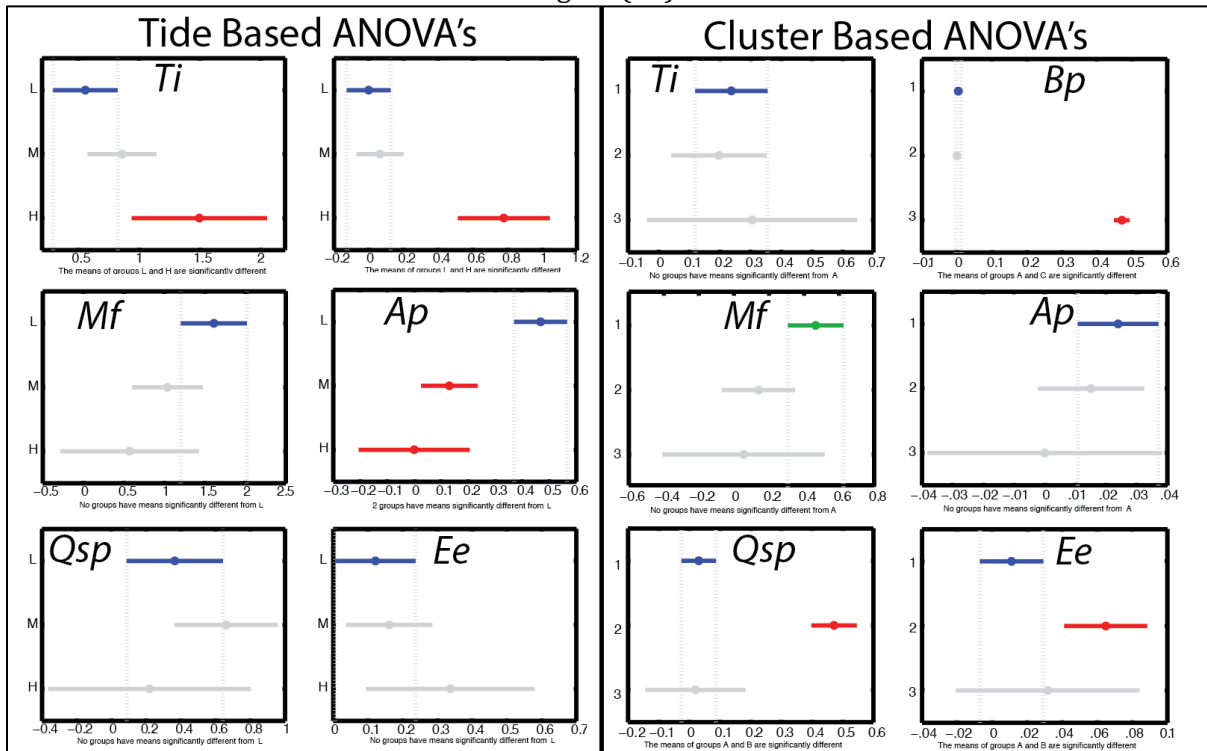 Tide Based ANOVA's
Ti
L
M
H
0.5 1 1.5 2
The means of groups L and H are significantly different
−0.2 0 0.2 0.4 0.6 0.8 1 1.2
The means of groups L and H are significantly different
Mf
L
M
H
−0.5 0 0.5 1 1.5 2 2.5
No groups have means significantly different from L
Ap
L
M
H
−0.3 −0.2 −0.1 0 0.1 0.2 0.3 0.4 0.5 0.6
2 groups have means significantly different from L
Qsp
L
M
H
−0.4 −0.2 0 0.2 0.4 0.6 0.8 1
No groups have means significantly different from L
Ee
L
M
H
0 0.1 0.2 0.3 0.4 0.5 0.6 0.7
No groups have means significantly different from L
Cluster Based ANOVA's
Ti
1
2
3
−0.1 0 0.1 0.2 0.3 0.4 0.5 0.6 0.7
No groups have means significantly different from A
Bp
1
2
3
−0.1 0 0.1 0.2 0.3 0.4 0.5 0.6
The means of groups A and C are significantly different
Mf
1
2
3
−0.6 −0.4 −0.2 0 0.2 0.4 0.6 0.8
No groups have means significantly different from A
Ap
1
2
3
−.04 −.03 −.02 −.01 0 .01 .02 .03 .04
No groups have means significantly different from A
Qsp
1
2
3
−0.2 −0.1 0 0.1 0.2 0.3 0.4 0.5 0.6
The means of groups A and B are significantly different
Ee
1
2
3
−0.04 −0.02 0 0.02 0.04 0.06 0.08 0.1
The means of groups A and B are significantly different